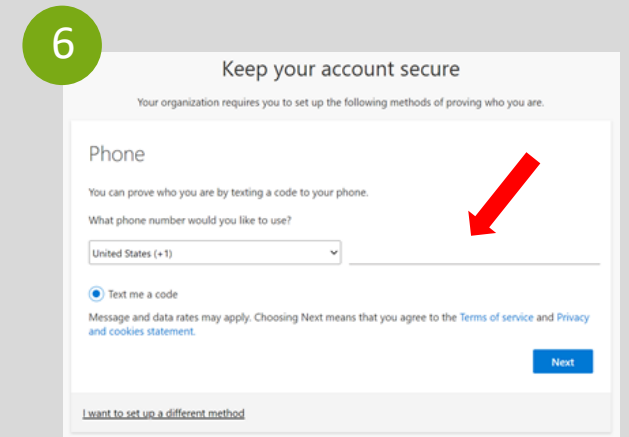 6
Keep your account secure
Your organization requires you to set up the following methods of proving who you are.
Phone
You can prove who you are by texting a code to your phone.
What phone number would you like to use?
United States (+1)
Text me a code
Message and data rates may apply. Choosing Next means that you agree to the Terms of service and Privacy
and cookies statement.
Next
I want to set up a different method